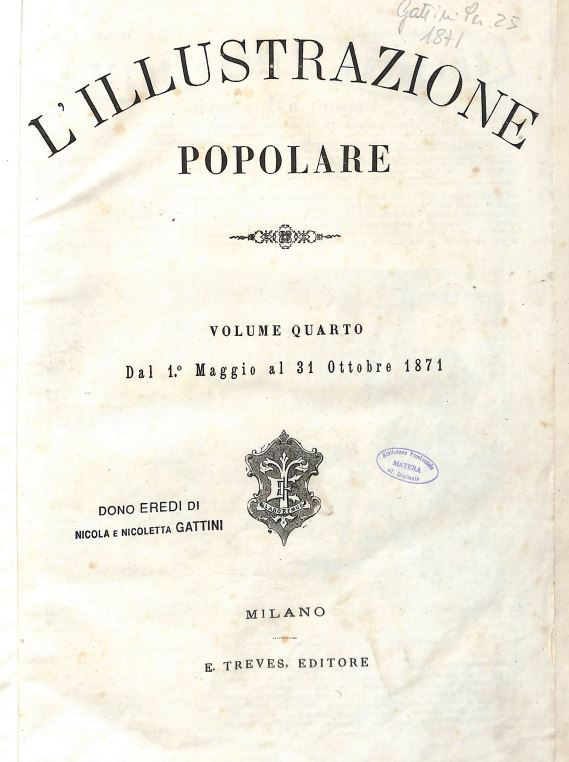 Gattini Per 25
1871
L'ILLUSTRAZIONE
POPOLARE
VOLUME QUARTO
Dal 1.º Maggio al 31 Ottobre 1871
Biblioteca Provinciale
MATERA
DONO EREDI DI
NICOLA E NICOLETTA GATTINI
MILANO
E. TREVES, EDITORE